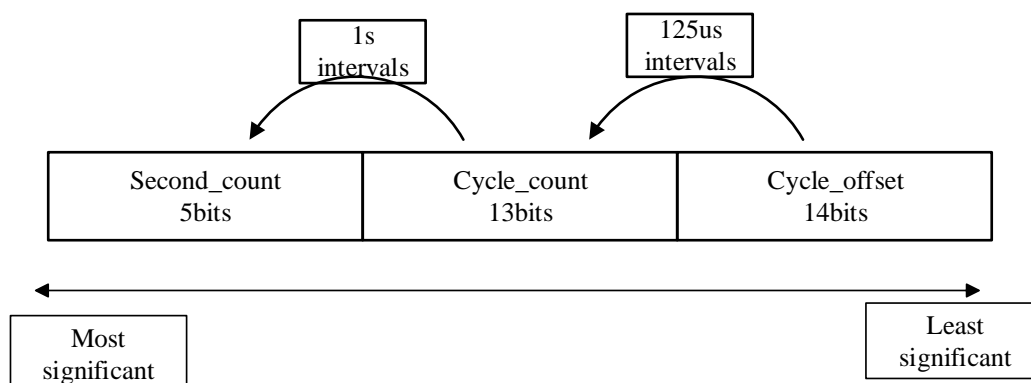 1s
intervals
125us
intervals
Second_count
5bits
Cycle_count
13bits
Cycle_offset
14bits
Most
significant
Least
significant